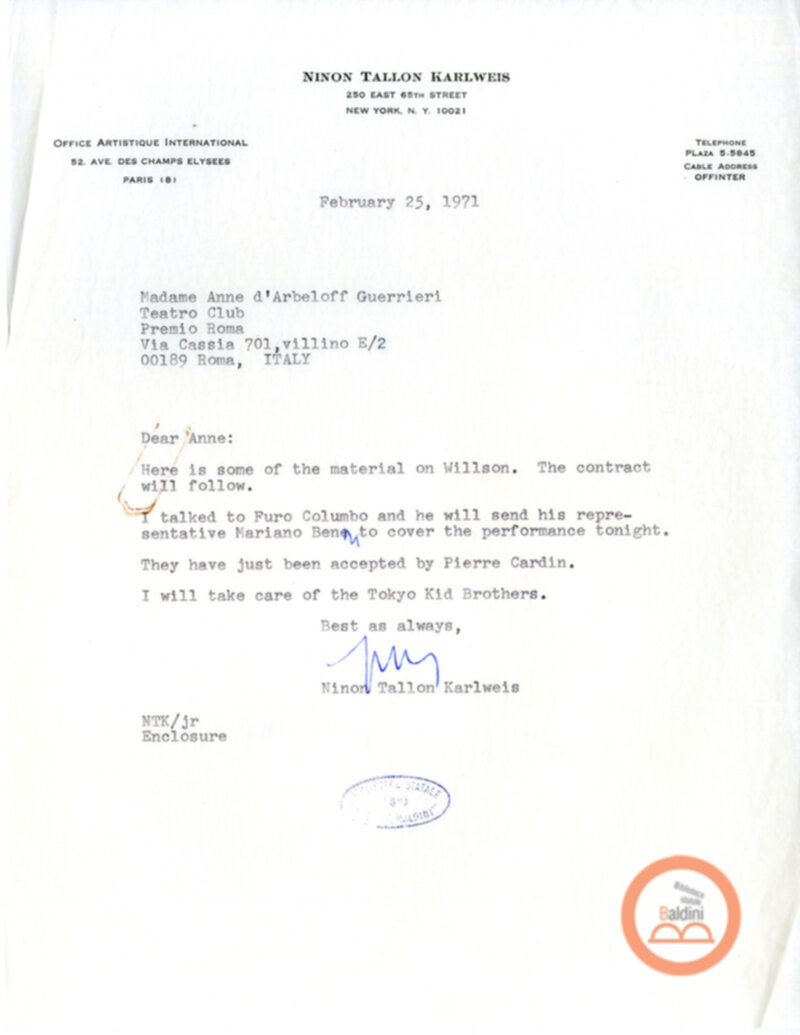 NINON TALLON KARLWEIS
250 EAST 65TH STREET
NEW YORK, N. Y. 10021
OFFICE ARTISTIQUE INTERNATIONAL
52. AVE. DES CHAMPS ELYSEES
PARIS (8)
TELEPHONE
PLAZA 5-5845
CABLE ADDRESS
OFFINTER
February 25, 1971
Madame Anne d'Arbeloff Guerrieri
Teatro Club
Premio Roma
Via Cassia 701,villino E/2
00189 Roma, ITALY
Dear Anne:
Here is some of the material on Willson. The contract
will follow.
I talked to Furo Columbo and he will send his repre-
sentative Mariano Ben to cover the performance tonight.
They have just been accepted by Pierre Cardin.
I will take care of the Tokyo Kid Brothers.
Best as always,
Ninon Tallon Karlweis
NTK/jr
Enclosure
STATALE
Biblioteca
statale
Baldini